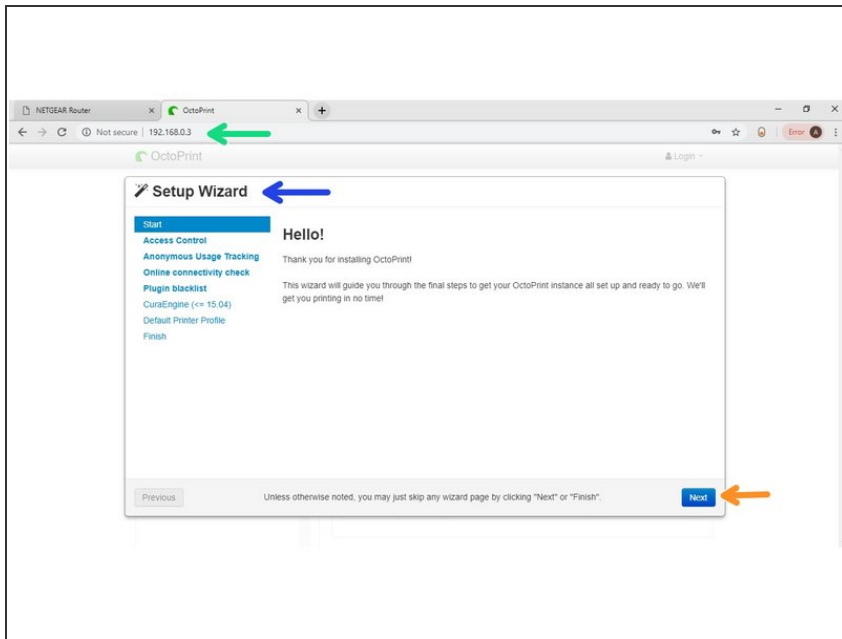 NETGEAR Router
OctoPrint
Not secure | 192.168.0.3
Error A
OctoPrint
Login
Setup Wizard
Start
Access Control
Anonymous Usage Tracking
Online connectivity check
Plugin blacklist
CuraEngine (<= 15.04)
Default Printer Profile
Finish
Hello!
Thank you for installing OctoPrint!
This wizard will guide you through the final steps to get your OctoPrint instance all set up and ready to go. We'll
get you printing in no time!
Previous
Unless otherwise noted, you may just skip any wizard page by clicking "Next" or "Finish".
Next